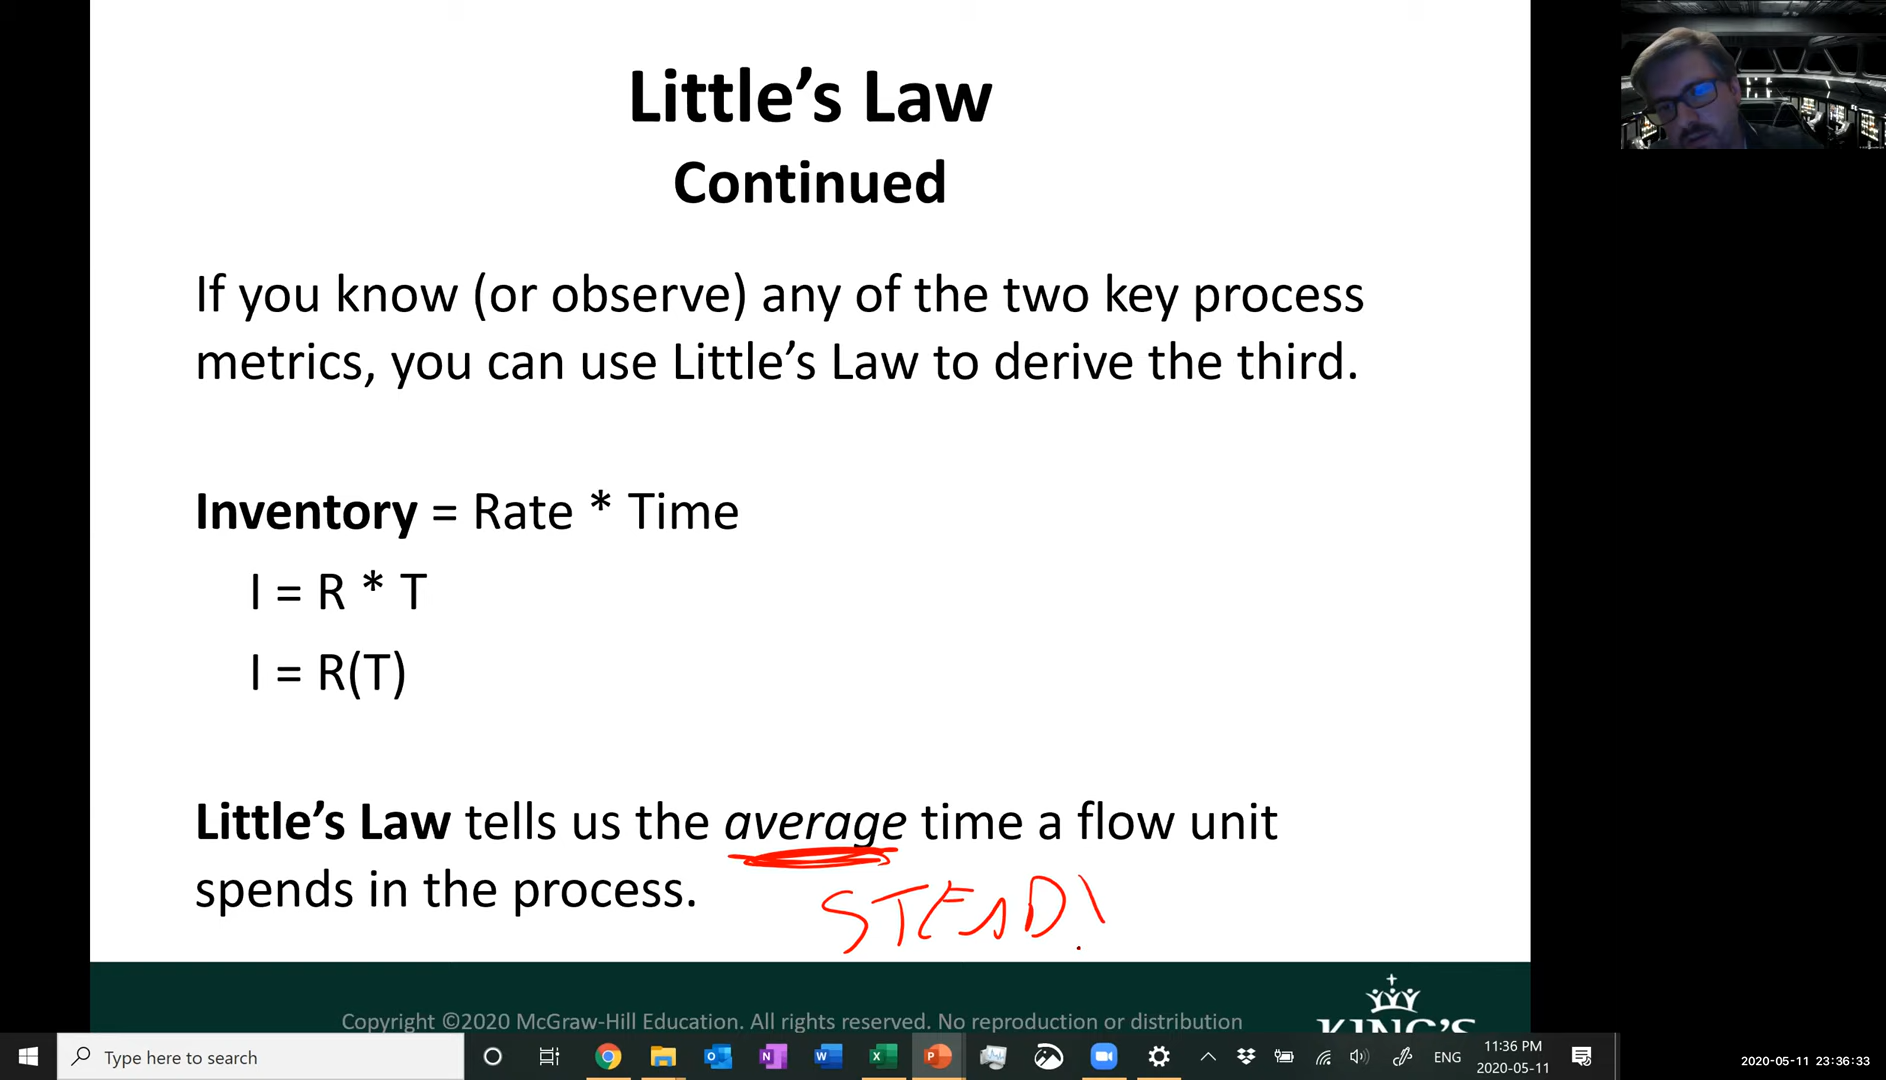 Little’s Law
Continued
If you know (or observe) any of the two key process
metrics, you can use Little’s Law to derive the third.
Inventory = Rate * Time
I = R * T
I = R(T)
Little’s Law tells us the average time a flow unit
spends in the process.
Copyright ©2020 McGraw-Hill Education. All rights reserved. No reproduction or distribution
KING'S
Type here to search
ENG
11:36 PM
2020-05-11
2020-05-11 23:36:33